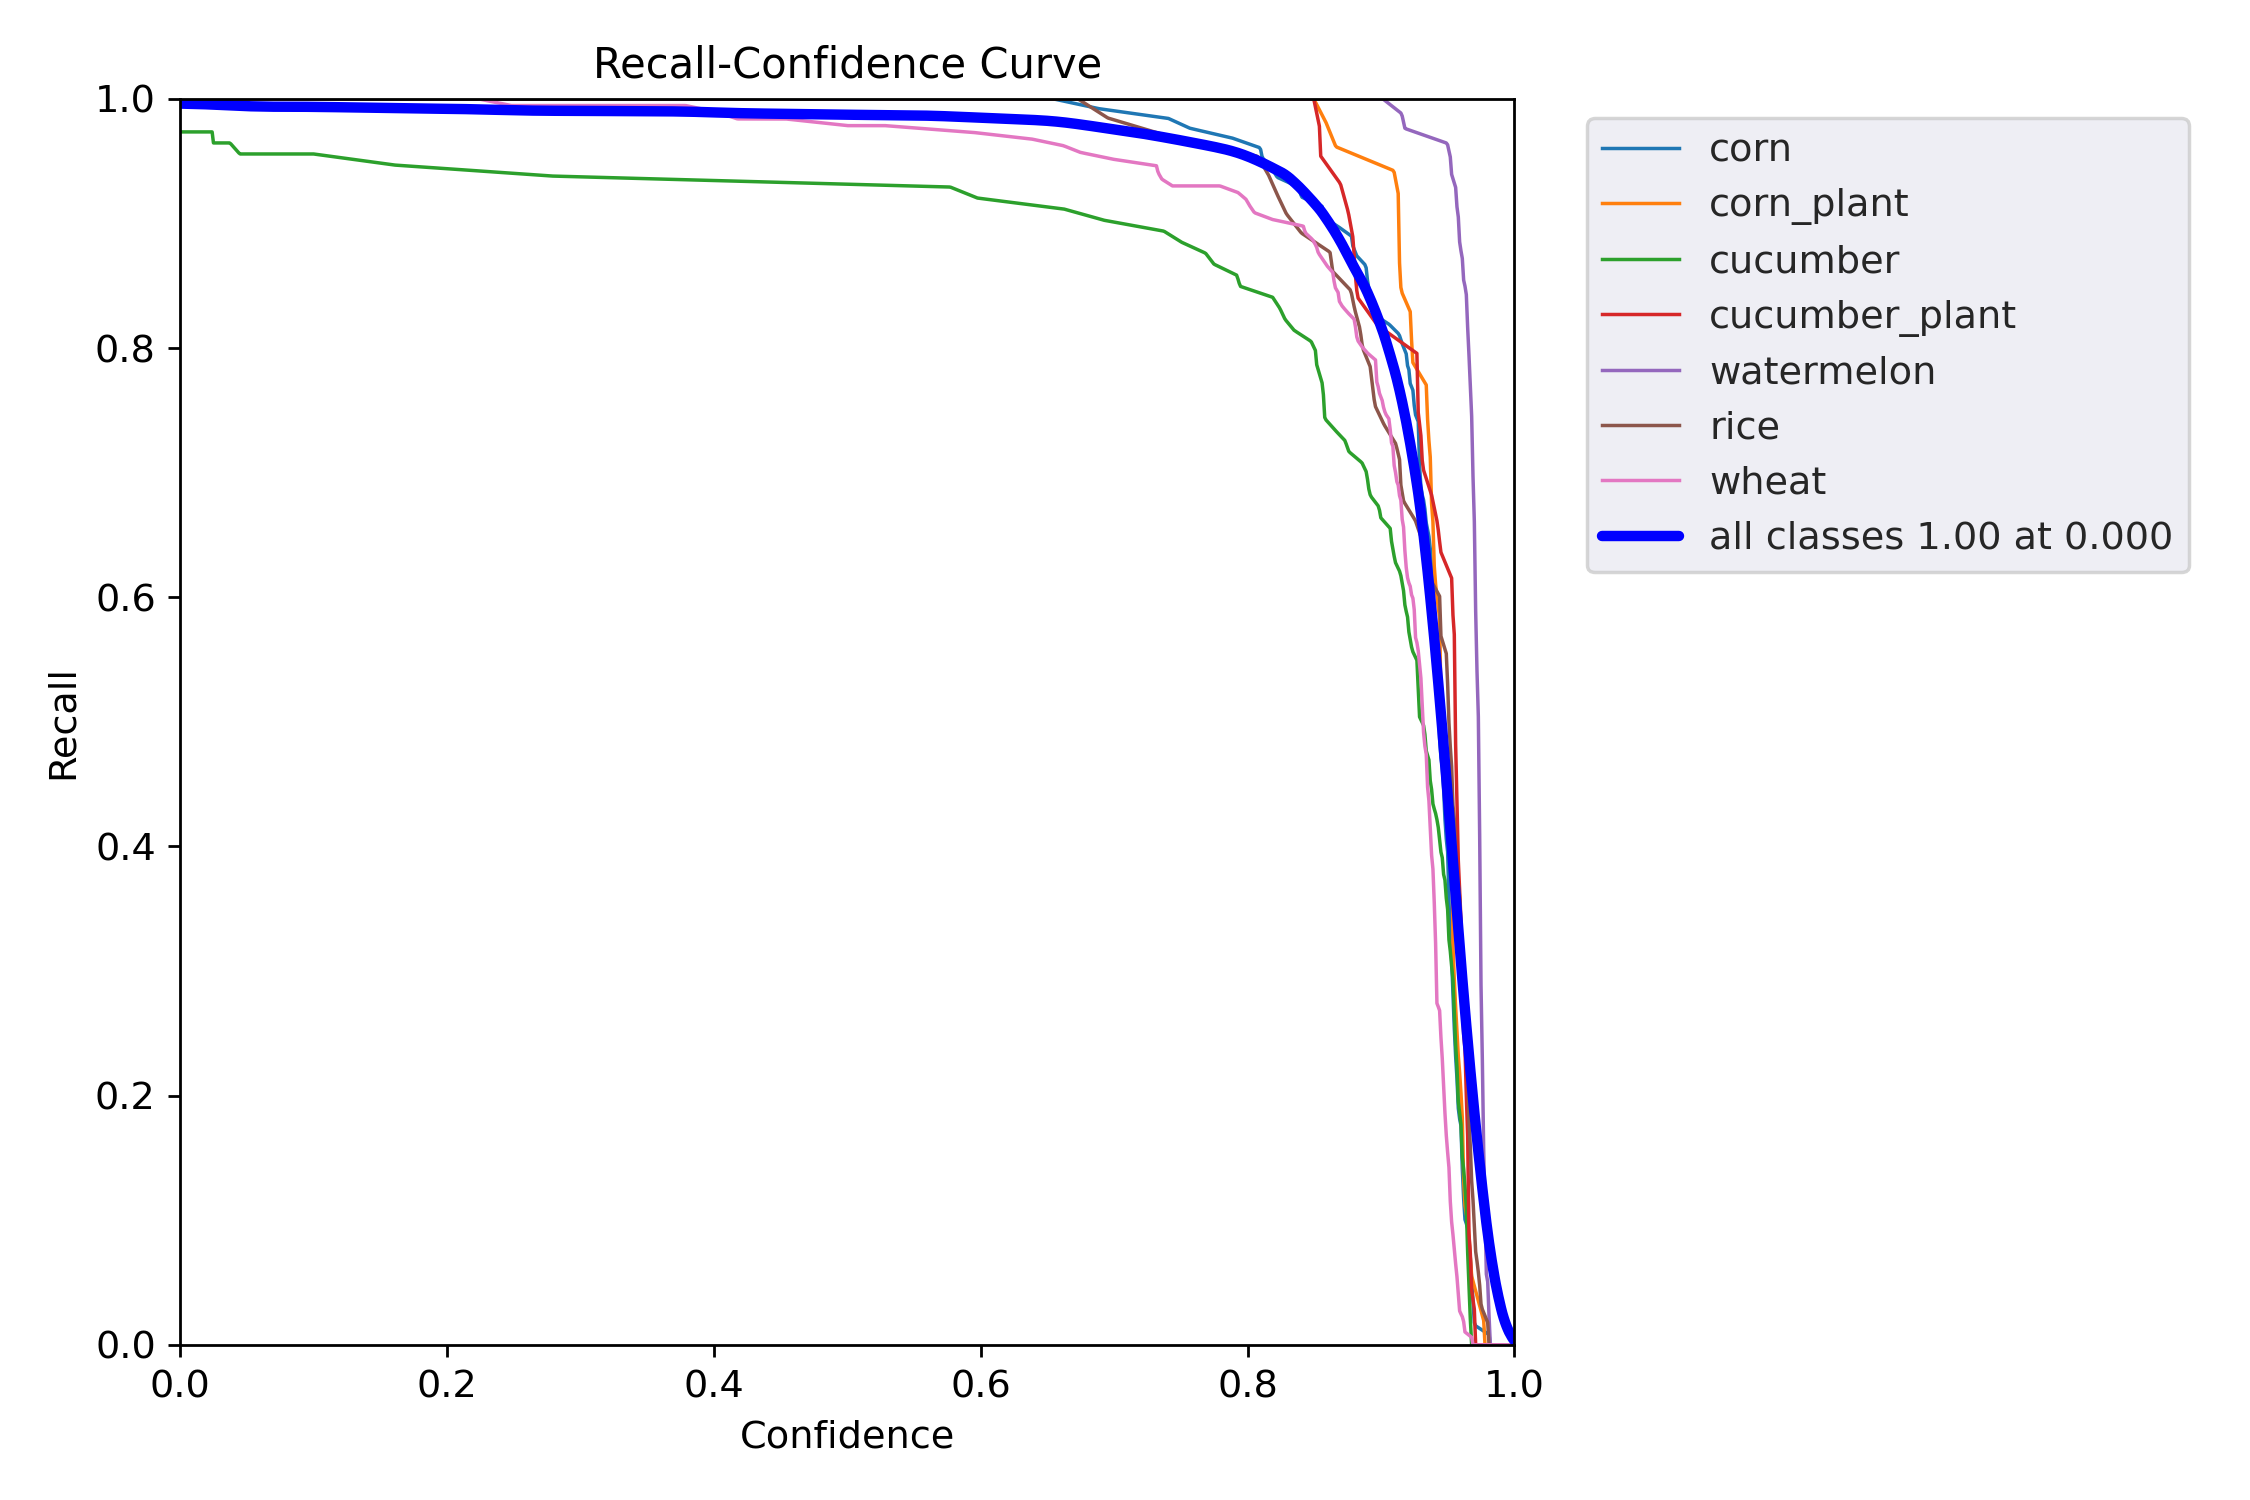 Recall-Confidence Curve
1.0
0.8
0.6
0.4
0.2
0.0
Recall
0.0 0.2 0.4 0.6 0.8 1.0
Confidence
corn
corn_plant
cucumber
cucumber_plant
watermelon
rice
wheat
all classes 1.00 at 0.000